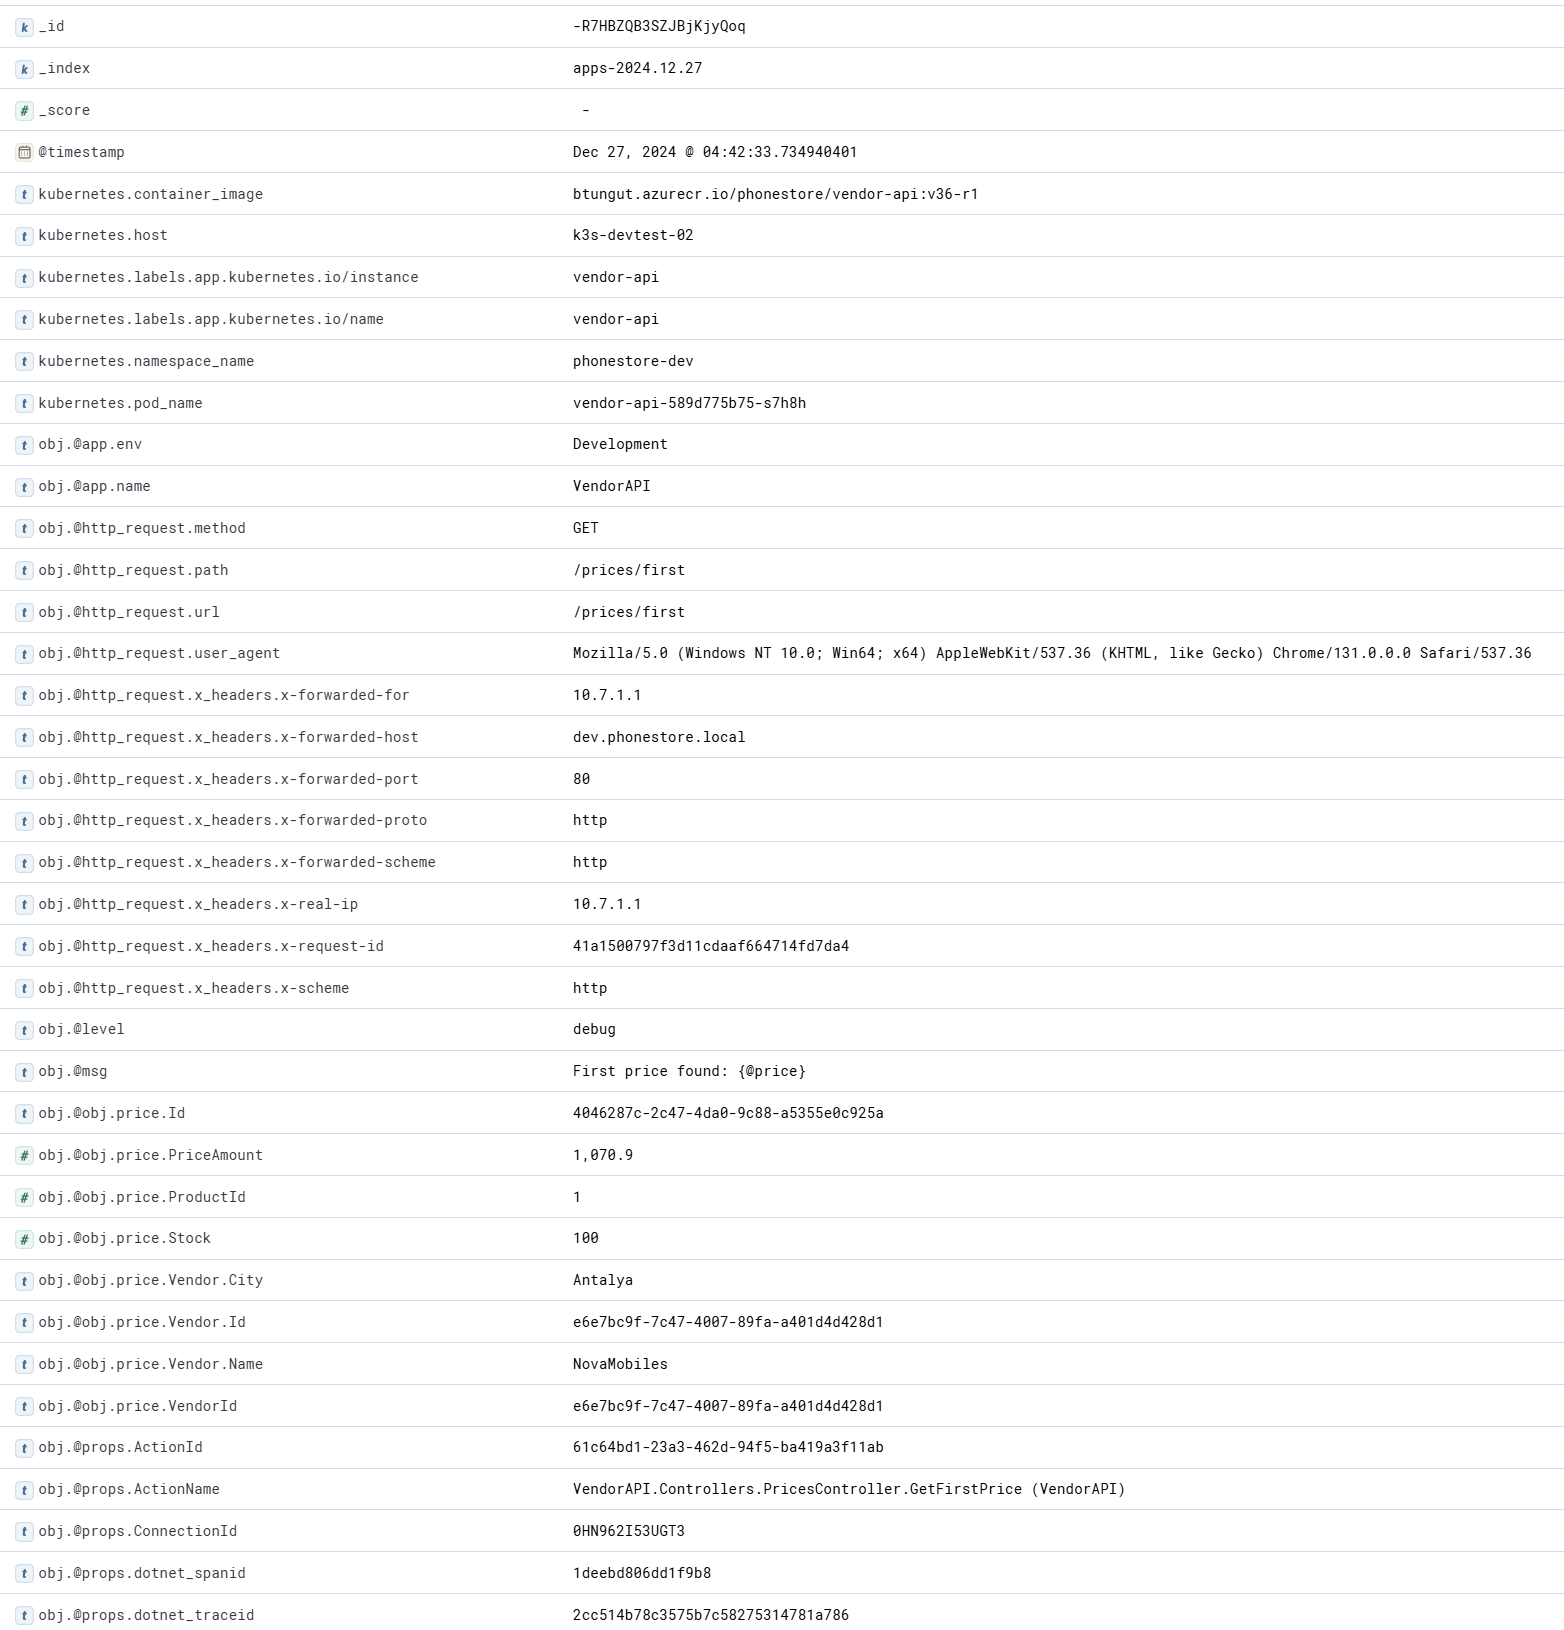 k _id -R7HBZQB3SZJBjKjyQoq
k _index apps-2024.12.27
# _score -
@timestamp Dec 27, 2024 @ 04:42:33.734940401
t kubernetes.container_image btungut.azurecr.io/phonestore/vendor-api:v36-r1
t kubernetes.host k3s-devtest-02
t kubernetes.labels.app.kubernetes.io/instance vendor-api
t kubernetes.labels.app.kubernetes.io/name vendor-api
t kubernetes.namespace_name phonestore-dev
t kubernetes.pod_name vendor-api-589d775b75-s7h8h
t obj.@app.env Development
t obj.@app.name VendorAPI
t obj.@http_request.method GET
t obj.@http_request.path /prices/first
t obj.@http_request.url /prices/first
t obj.@http_request.user_agent Mozilla/5.0 (Windows NT 10.0; Win64; x64) AppleWebKit/537.36 (KHTML, like Gecko) Chrome/131.0.0.0 Safari/537.36
t obj.@http_request.x_headers.x-forwarded-for 10.7.1.1
t obj.@http_request.x_headers.x-forwarded-host dev.phonestore.local
t obj.@http_request.x_headers.x-forwarded-port 80
t obj.@http_request.x_headers.x-forwarded-proto http
t obj.@http_request.x_headers.x-forwarded-scheme http
t obj.@http_request.x_headers.x-real-ip 10.7.1.1
t obj.@http_request.x_headers.x-request-id 41a1500797f3d11cdaaf664714fd7da4
t obj.@http_request.x_headers.x-scheme http
t obj.@level debug
t obj.@msg First price found: {@price}
t obj.@obj.price.Id 4046287c-2c47-4da0-9c88-a5355e0c925a
# obj.@obj.price.PriceAmount 1,070.9
# obj.@obj.price.ProductId 1
# obj.@obj.price.Stock 100
t obj.@obj.price.Vendor.City Antalya
t obj.@obj.price.Vendor.Id e6e7bc9f-7c47-4007-89fa-a401d4d428d1
t obj.@obj.price.Vendor.Name NovaMobiles
t obj.@obj.price.VendorId e6e7bc9f-7c47-4007-89fa-a401d4d428d1
t obj.@props.ActionId 61c64bd1-23a3-462d-94f5-ba419a3f11ab
t obj.@props.ActionName VendorAPI.Controllers.PricesController.GetFirstPrice (VendorAPI)
t obj.@props.ConnectionId 0HN962I53UGT3
t obj.@props.dotnet_spanid 1deebd806dd1f9b8
t obj.@props.dotnet_traceid 2cc514b78c3575b7c58275314781a786